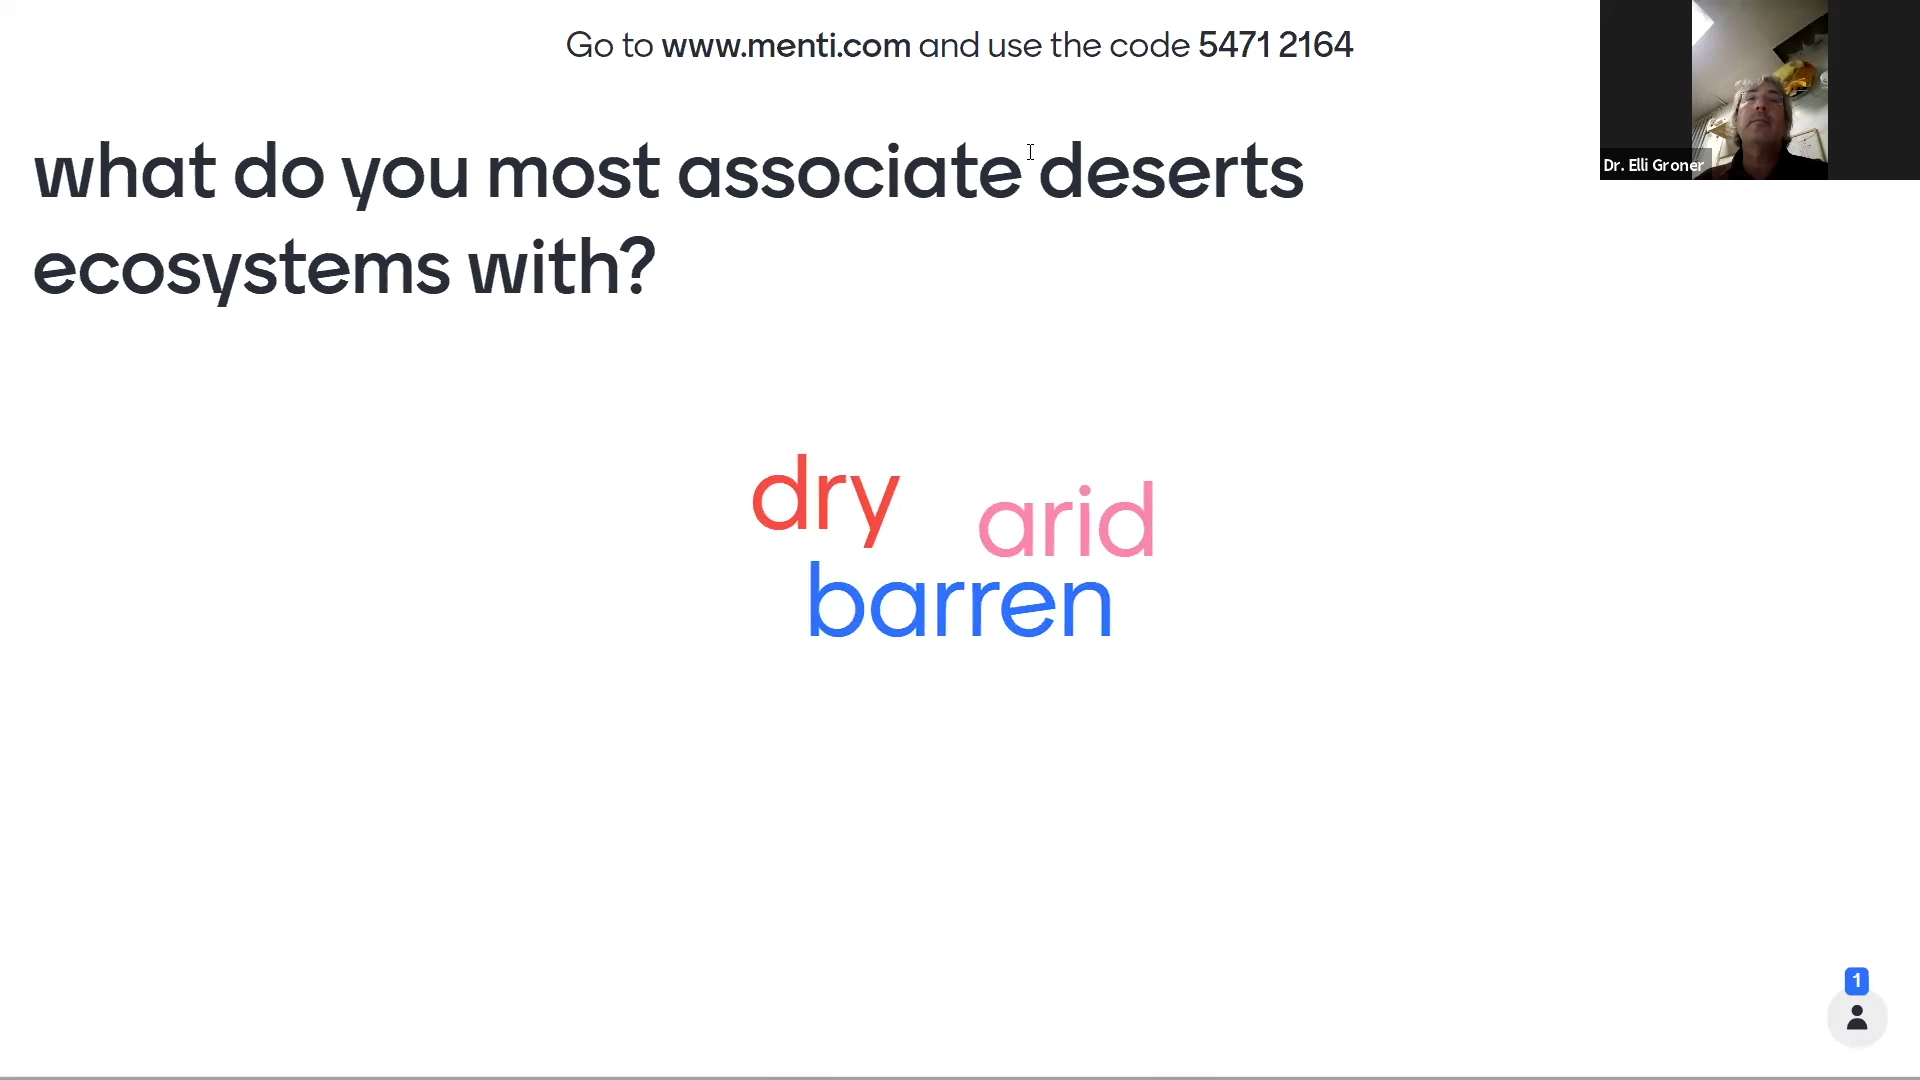 Go to www.menti.com and use the code 5471 2164
Dr. Elli Groner
what do you most associate deserts
ecosystems with?
dry
arid
barren
1